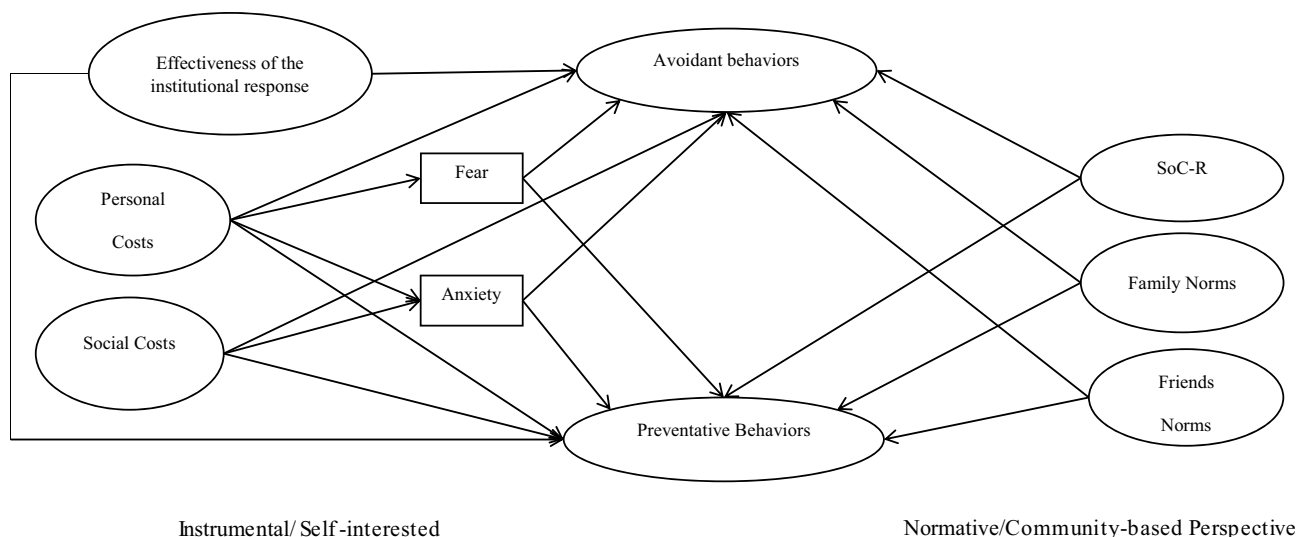 Effectiveness of the
institutional response
Avoidant behaviors
Personal
Costs
Fear
SoC-R
Anxiety
Family Norms
Social Costs
Friends
Norms
Preventative Behaviors
Instrumental/Self-interested
Normative/Community-based Perspective